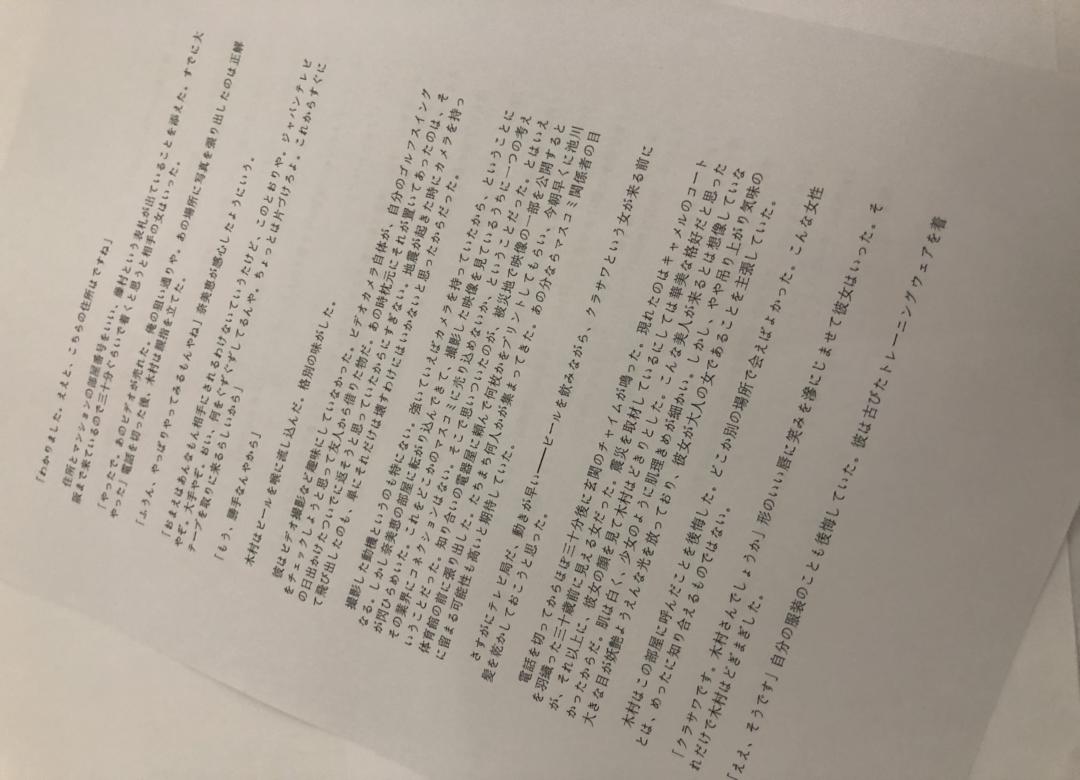 「わかりました。ええと、こちらの住所はですね」
住所とマンションの部屋番号をいい、藤村という表札が出ていることを添えた。すでに大
阪まで来ているので三十分ぐらいで着くと思うと相手の女はいった。
「やったで。あのビデオが売れた。俺の狙い通りや。あの場所に写真を張り出したのは正解
やった」電話を切った後、木村は親指を立てた。
「ふうん、やっぱりやってみるもんやね」奈美恵が感心したようにいう。
「おまえはあんなもん相手にされるわけないていうたけど、このとおりや。ジャパンテレビ
やぞ。大手やぞ。おい、何をぐずぐずしてるんや。ちょっとは片づけろよ。これからすぐに
テープを取りに来るらしいから」
「もう、勝手なんやから」
木村はビールを喉に流し込んだ。格別の味がした。
彼はビデオ撮影など趣味にしていなかった。ビデオカメラ自体が、自分のゴルフスイング
をチェックしようと思って友人から借りた物だ。あの時枕元にそれが置いてあったのは、そ
の日出かけたついでに返そうと思っていたからにすぎない。地震が起きた時にカメラを持っ
て飛び出したのも、単にそれだけは壊すわけにはいかないと思ったからだった。
撮影した動機というのも特にない。強いていえばカメラを持っていたから、ということに
なる。しかし奈美恵の部屋に転がり込んできて、撮影した映像を見ているうちに一つの考え
が閃ひらめいた。これをどこかのマスコミに売り込めないか、ということだった。とはいえ
その業界にコネクションはない。そこで思いついたのが、被災地で映像の一部を公開すると
いうことだった。知り合いの電器屋に頼んで何枚かをプリントしてもらい、今朝早くに池川
体育館の前に張り出した。たちまち何人かが集まってきた。あの分ならマスコミ関係者の目
に留まる可能性も高いと期待していた。
さすがにテレビ局だ、動きが早い――ビールを飲みながら、クラサワという女が来る前に
髪を乾かしておこうと思った。
電話を切ってからほぼ三十分後に玄関のチャイムが鳴った。現れたのはキャメルのコート
を羽織った三十歳前に見える女だった。震災を取材しているにしては華美な格好だと思った
が、それ以上に、彼女の顔を見て木村はどきりとした。こんな美人が来るとは想像していな
かったからだ。肌は白く、少女のように肌理きめが細かい。しかし、やや吊り上がり気味の
大きな目が妖艶ようえんな光を放っており、彼女が大人の女であることを主張していた。
木村はこの部屋に呼んだことを後悔した。どこか別の場所で会えばよかった。こんな女性
とは、めったに知り合えるものではない。
「クラサワです。木村さんでしょうか」形のいい唇に笑みを滲にじませて彼女はいった。そ
れだけで木村はどぎまぎした。
「ええ、そうです」自分の服装のことも後悔していた。彼は古びたトレーニングウェアを着